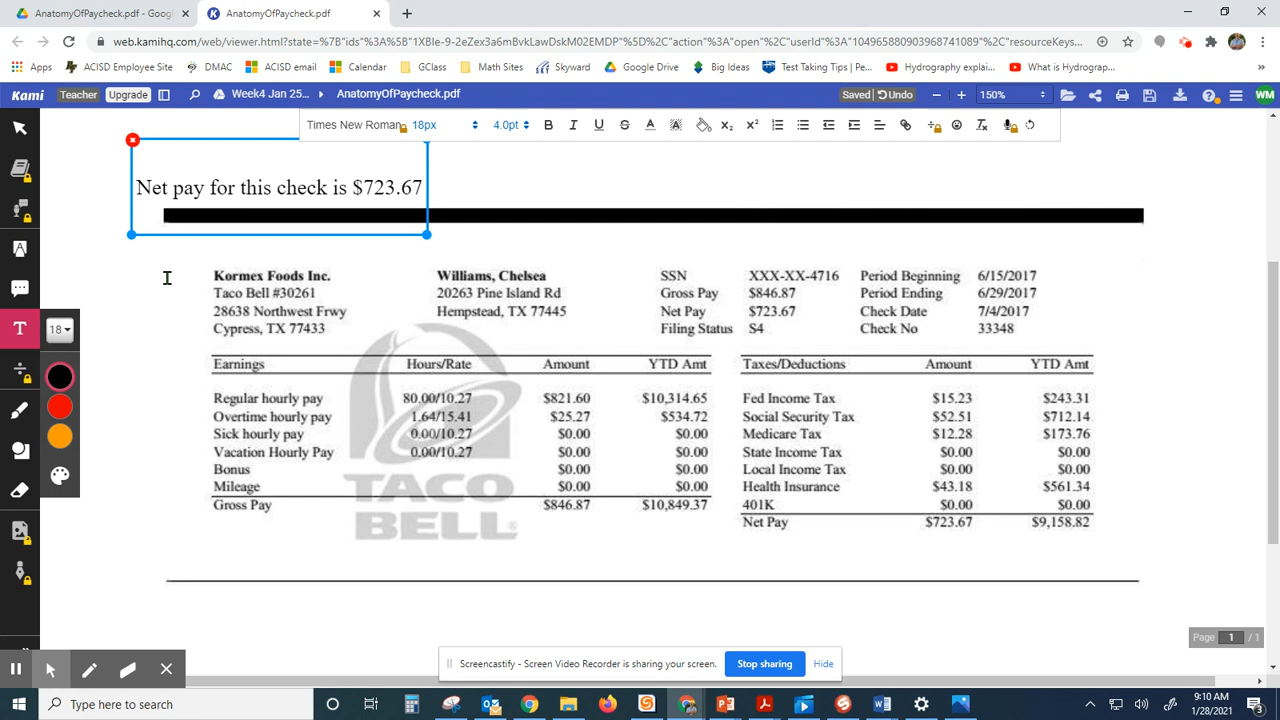 AnatomyOfPaycheck.pdf - Goog
AnatomyOfPaycheck.pdf
web.kamihq.com/web/viewer.html?state=%7B"ids"%3A%5B"1XBIe-9-2eZex3a6mBvkLswDskM02EMDP"%5D%2C"action"%3A"open"%2C"userId"%3A"104965880903968741089"%2C"resourceKeys...
Apps ACISD Employee Site DMAC ACISD email Calendar GClass Math Sites Skyward Google Drive Big Ideas Test Taking Tips | Pe... Hydrography explai... What is Hydrograp...
Kami Teacher Upgrade Week4 Jan 25... AnatomyOfPaycheck.pdf Saved Undo 150% WM
Times New Roman 18px 4.0pt B I U S A A X₂ X²
Net pay for this check is $723.67
Kormex Foods Inc. Williams, Chelsea SSN XXX-XX-4716 Period Beginning 6/15/2017
Taco Bell #30261 20263 Pine Island Rd Gross Pay $846.87 Period Ending 6/29/2017
28638 Northwest Frwy Hempstead, TX 77445 Net Pay $723.67 Check Date 7/4/2017
Cypress, TX 77433 Filing Status S4 Check No 33348
Earnings Hours/Rate Amount YTD Amt Taxes/Deductions Amount YTD Amt
Regular hourly pay 80.00/10.27 $821.60 $10,314.65 Fed Income Tax $15.23 $243.31
Overtime hourly pay 1.64/15.41 $25.27 $534.72 Social Security Tax $52.51 $712.14
Sick hourly pay 0.00/10.27 $0.00 $0.00 Medicare Tax $12.28 $173.76
Vacation Hourly Pay 0.00/10.27 $0.00 $0.00 State Income Tax $0.00 $0.00
Bonus $0.00 $0.00 Local Income Tax $0.00 $0.00
Mileage $0.00 $0.00 Health Insurance $43.18 $561.34
Gross Pay $846.87 $10,849.37 401K $0.00 $0.00
Net Pay $723.67 $9,158.82
TACO
BELL®
T
18
Page 1 / 1
Screencastify - Screen Video Recorder is sharing your screen. Stop sharing Hide
Type here to search
9:10 AM
1/28/2021
3